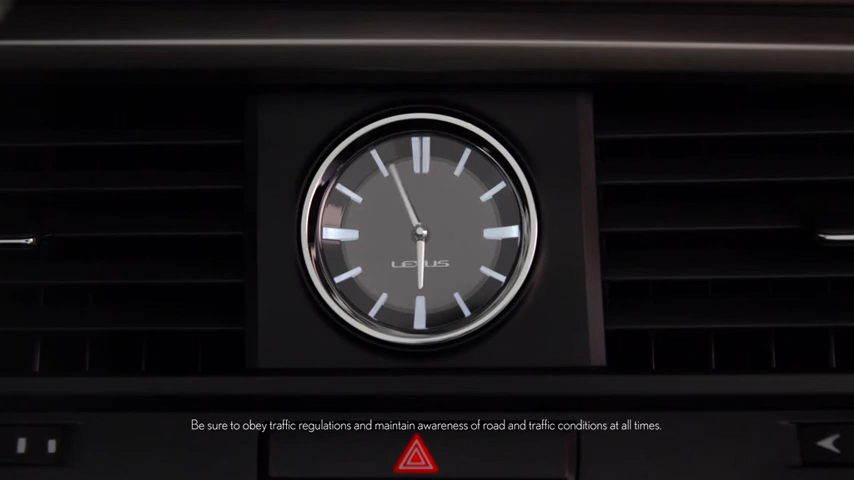 LEXUS
Be sure to obey traffic regulations and maintain awareness of road and traffic conditions at all times.